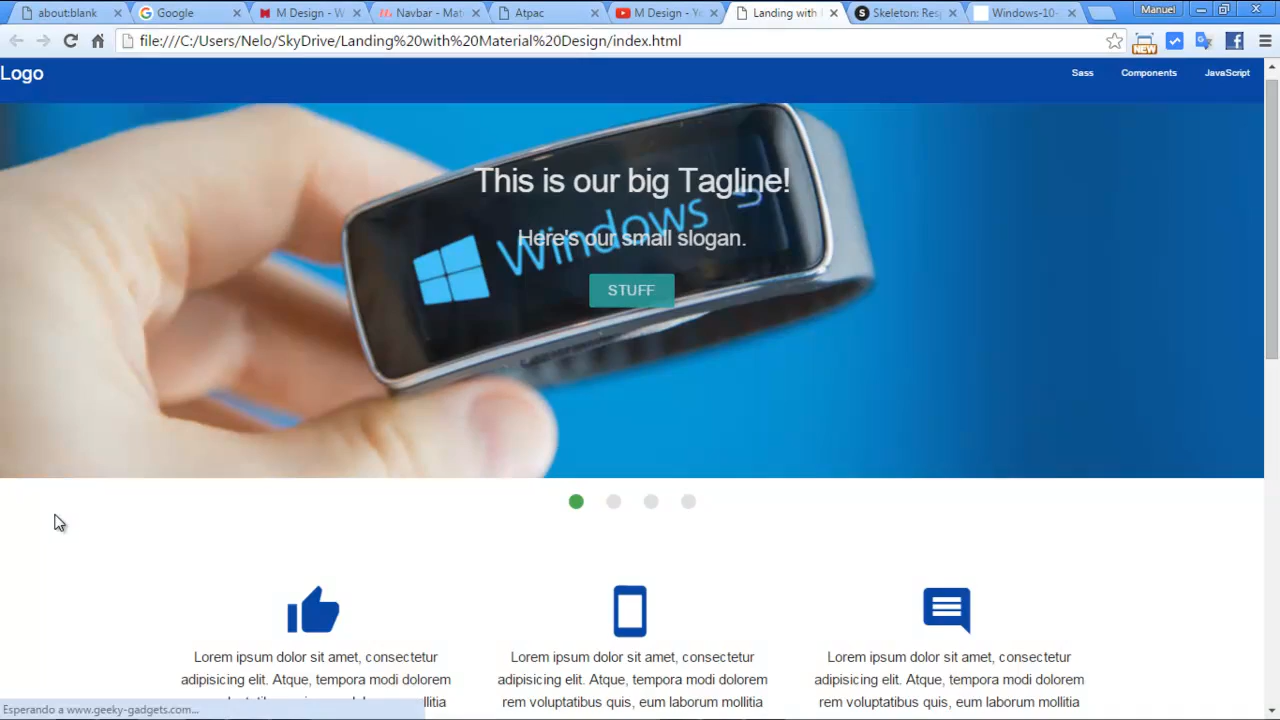 about:blank
Google
M Design - W
Navbar - Mat
Atpac
M Design - Yo
Landing with
Skeleton: Res
Windows-10-
Manuel
file:///C:/Users/Nelo/SkyDrive/Landing%20with%20Material%20Design/index.html
NEW
Logo
Sass
Components
JavaScript
This is our big Tagline!
Windows
Here's our small slogan.
STUFF
Lorem ipsum dolor sit amet, consectetur
adipisicing elit. Atque, tempora modi dolorem
rem voluptatibus quis, eum laborum mollitia
Lorem ipsum dolor sit amet, consectetur
adipisicing elit. Atque, tempora modi dolorem
rem voluptatibus quis, eum laborum mollitia
Lorem ipsum dolor sit amet, consectetur
adipisicing elit. Atque, tempora modi dolorem
rem voluptatibus quis, eum laborum mollitia
Esperando a www.geeky-gadgets.com...